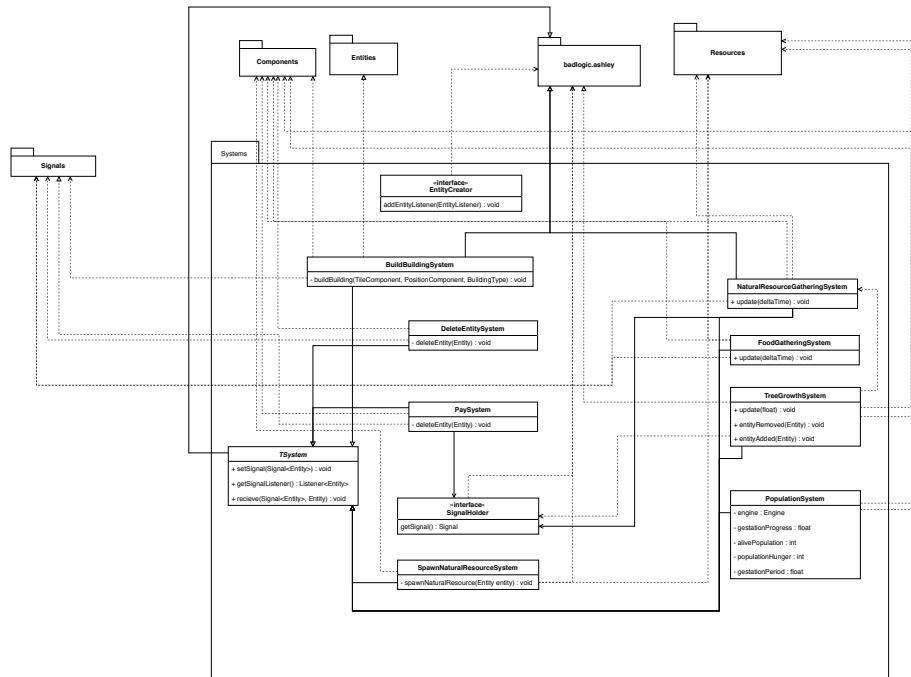 Components
Entities
badlogic.ashley
Resources
Signals
Systems
«interface»
EntityCreator
addEntityListener(EntityListener) : void
BuildBuildingSystem
- buildBuilding(TileComponent, PositionComponent, BuildingType) : void
NaturalResourceGatheringSystem
+ update(deltaTime) : void
DeleteEntitySystem
- deleteEntity(Entity) : void
FoodGatheringSystem
+ update(deltaTime) : void
TreeGrowthSystem
+ update(float) : void
+ entityRemoved(Entity) : void
+ entityAdded(Entity) : void
PaySystem
- deleteEntity(Entity) : void
TSystem
+ setSignal(Signal<Entity>) : void
+ getSignalListener() : Listener<Entity>
+ recieve(Signal<Entity>, Entity) : void
«interface»
SignalHolder
getSignal() : Signal
PopulationSystem
- engine : Engine
- gestationProgress : float
- alivePopulation : int
- populationHunger : int
- gestationPeriod : float
SpawnNaturalResourceSystem
- spawnNaturalResource(Entity entity) : void